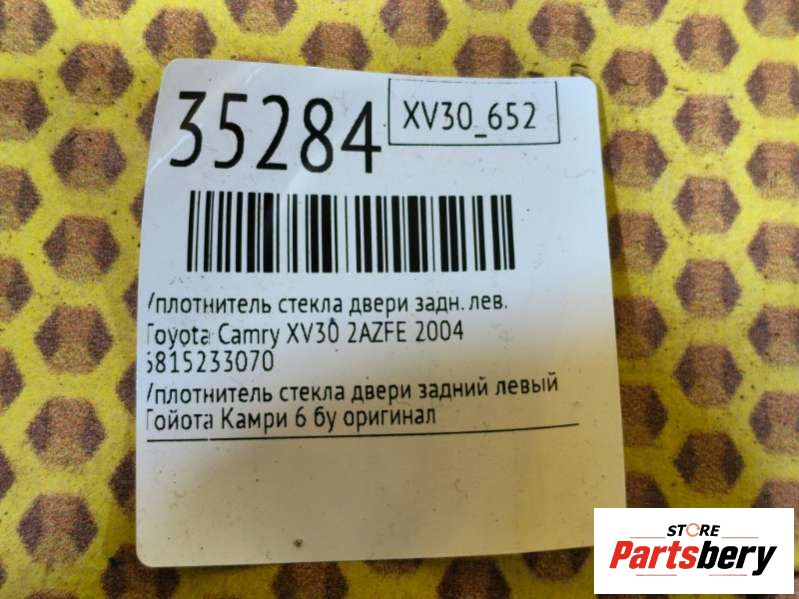 35284
XV30_652
Уплотнитель стекла двери задн. лев.
Toyota Camry XV30 2AZFE 2004
6815233070
Уплотнитель стекла двери задний левый
Тойота Камри 6 бу оригинал
STORE
Partsbery